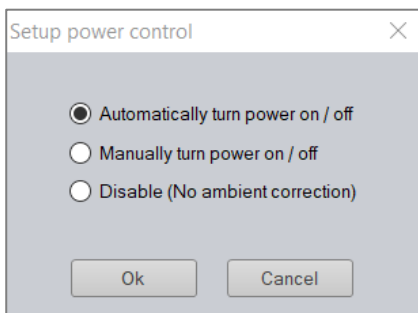 Setup power control
Automatically turn power on / off
Manually turn power on / off
Disable (No ambient correction)
Ok
Cancel